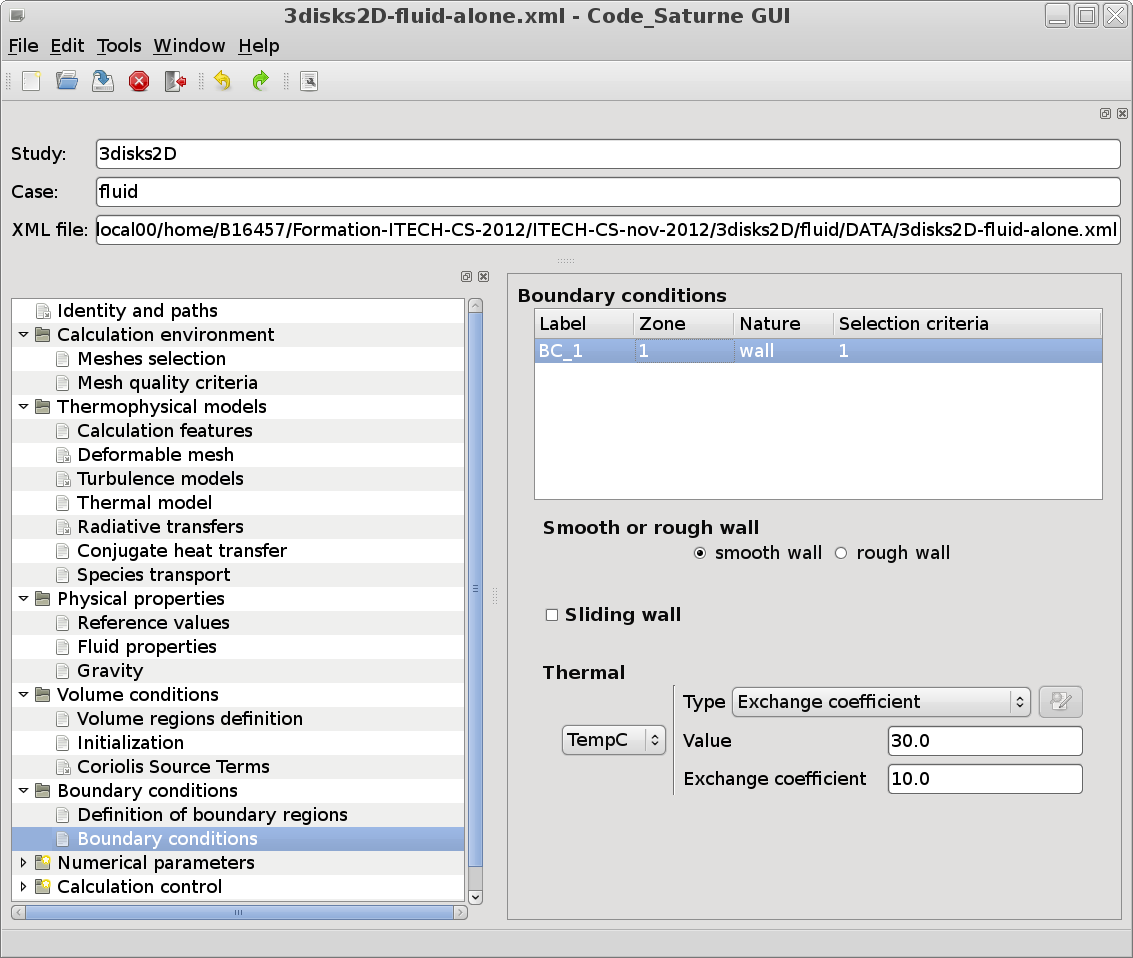 3disks2D-fluid-alone.xml - Code_Saturne GUI
File Edit Tools Window Help
Study: 3disks2D
Case: fluid
XML file: local00/home/B16457/Formation-ITECH-CS-2012/ITECH-CS-nov-2012/3disks2D/fluid/DATA/3disks2D-fluid-alone.xml
Identity and paths
Calculation environment
Meshes selection
Mesh quality criteria
Thermophysical models
Calculation features
Deformable mesh
Turbulence models
Thermal model
Radiative transfers
Conjugate heat transfer
Species transport
Physical properties
Reference values
Fluid properties
Gravity
Volume conditions
Volume regions definition
Initialization
Coriolis Source Terms
Boundary conditions
Definition of boundary regions
Boundary conditions
Numerical parameters
Calculation control
Boundary conditions
Label Zone Nature Selection criteria
BC_1 1 wall 1
Smooth or rough wall
smooth wall rough wall
Sliding wall
Thermal
Type Exchange coefficient
TempC Value 30.0
Exchange coefficient 10.0